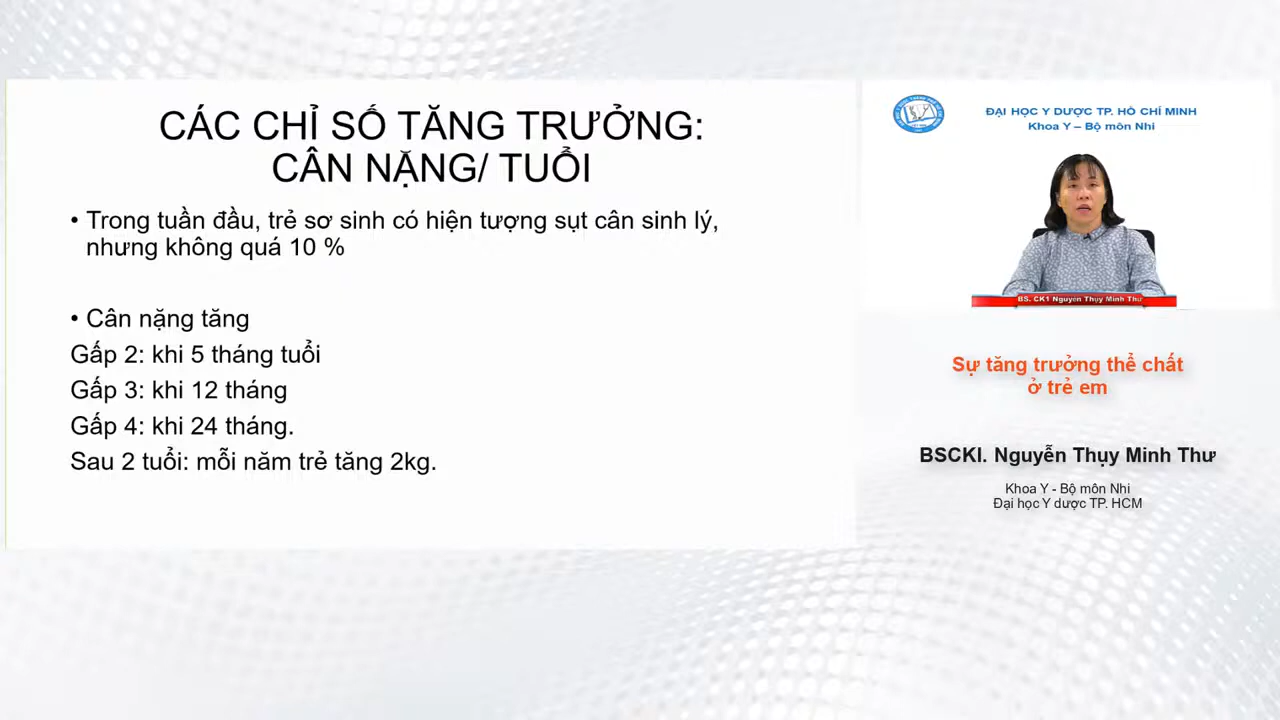 CÁC CHỈ SỐ TĂNG TRƯỞNG:
CÂN NẶNG/ TUỔI
• Trong tuần đầu, trẻ sơ sinh có hiện tượng sụt cân sinh lý,
nhưng không quá 10 %
• Cân nặng tăng
Gấp 2: khi 5 tháng tuổi
Gấp 3: khi 12 tháng
Gấp 4: khi 24 tháng.
Sau 2 tuổi: mỗi năm trẻ tăng 2kg.
ĐẠI HỌC Y DƯỢC TP. HỒ CHÍ MINH
Khoa Y – Bộ môn Nhi
BS. CK1 Nguyễn Thụy Minh Thư
Sự tăng trưởng thể chất
ở trẻ em
BSCKI. Nguyễn Thụy Minh Thư
Khoa Y - Bộ môn Nhi
Đại học Y dược TP. HCM